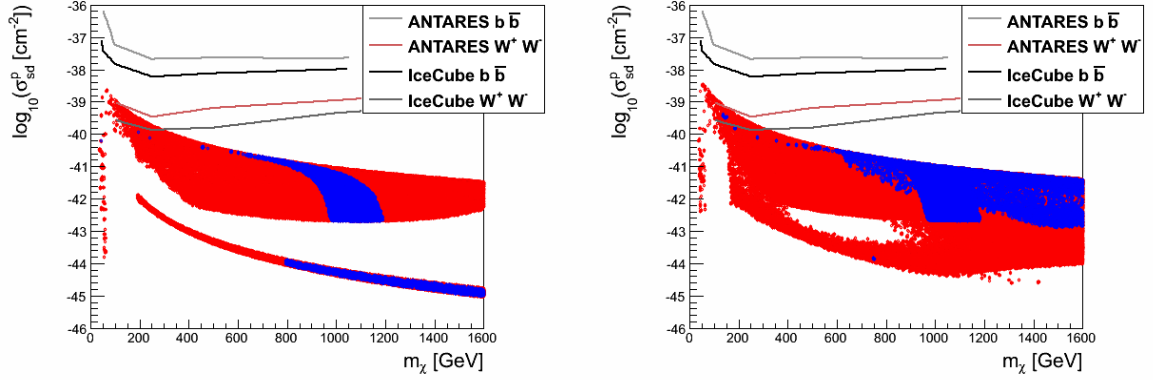 log₁₀(σᵖsd [cm⁻²]
-36
-37
-38
-39
-40
-41
-42
-43
-44
-45
-46
0 200 400 600 800 1000 1200 1400 1600
mχ [GeV]
ANTARES b b̅
ANTARES W⁺ W⁻
IceCube b b̅
IceCube W⁺ W⁻
log₁₀(σᵖsd [cm⁻²]
-36
-37
-38
-39
-40
-41
-42
-43
-44
-45
-46
0 200 400 600 800 1000 1200 1400 1600
mχ [GeV]
ANTARES b b̅
ANTARES W⁺ W⁻
IceCube b b̅
IceCube W⁺ W⁻